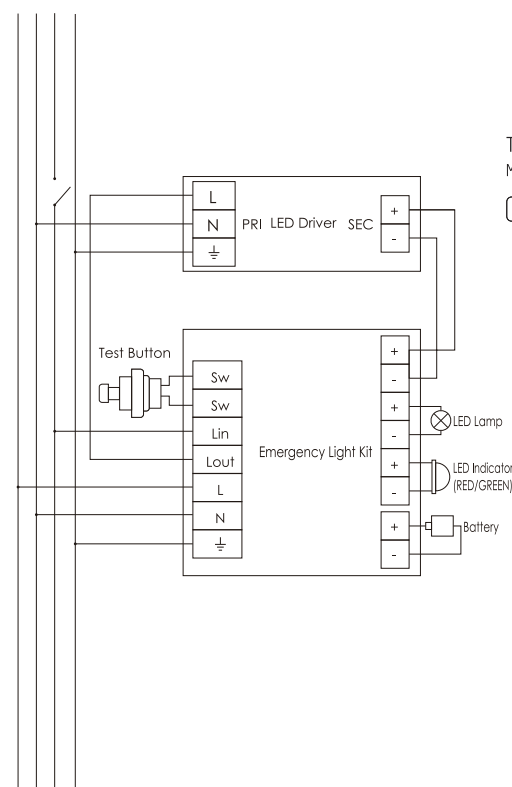 T
M
L
N
PRI LED Driver SEC
+
-
Test Button
Sw
Sw
Lin
Lout
L
N
Emergency Light Kit
+
-
+
-
LED Lamp
+
-
LED Indicator
(RED/GREEN)
+
-
Battery